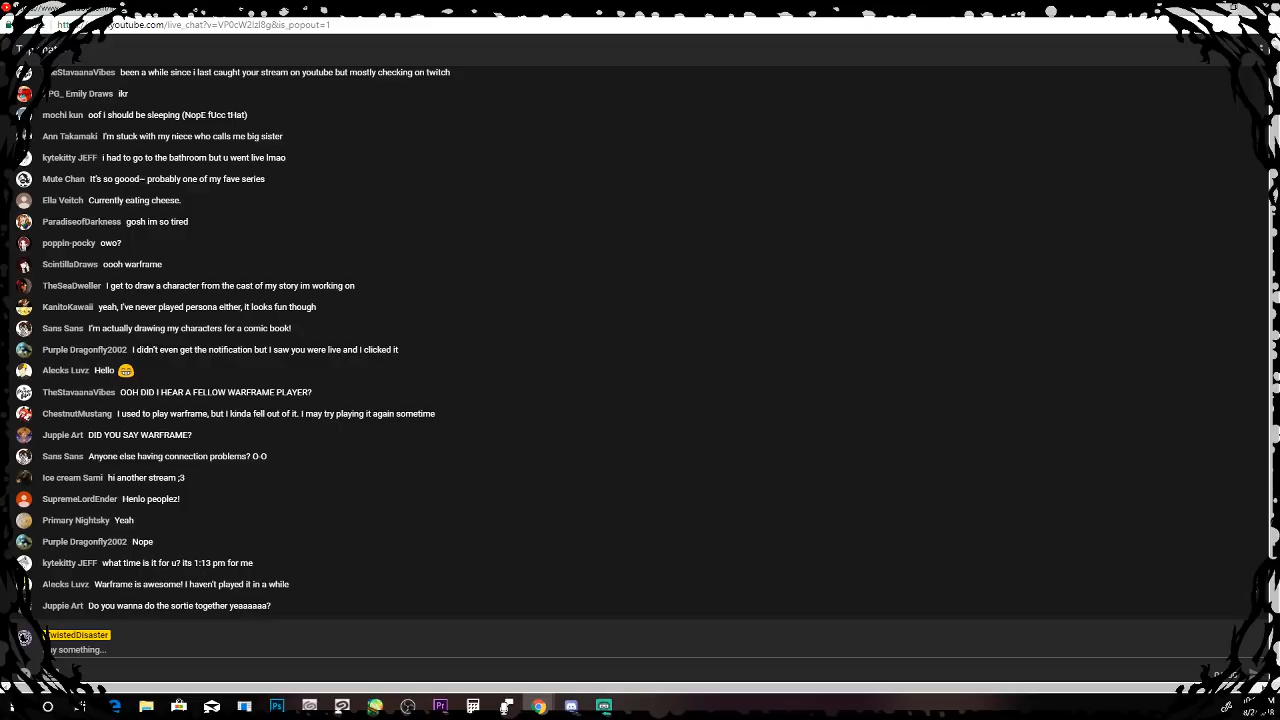 youtube.com/live_chat?v=VP0cW2IzI8g&is_popout=1
eStavaanaVibes been a while since i last caught your stream on youtube but mostly checking on twitch
PG_ Emily Draws ikr
mochi kun oof i should be sleeping (NopE fUcc tHat)
Ann Takamaki I'm stuck with my niece who calls me big sister
kytekitty JEFF i had to go to the bathroom but u went live lmao
Mute Chan It's so goood~ probably one of my fave series
Ella Veitch Currently eating cheese.
ParadiseofDarkness gosh im so tired
poppin-pocky owo?
ScintillaDraws oooh warframe
TheSeaDweller I get to draw a character from the cast of my story im working on
KanitoKawaii yeah, I've never played persona either, it looks fun though
Sans Sans I'm actually drawing my characters for a comic book!
Purple Dragonfly2002 I didn't even get the notification but I saw you were live and I clicked it
Alecks Luvz Hello 😁
TheStavaanaVibes OOH DID I HEAR A FELLOW WARFRAME PLAYER?
ChestnutMustang I used to play warframe, but I kinda fell out of it. I may try playing it again sometime
Juppie Art DID YOU SAY WARFRAME?
Sans Sans Anyone else having connection problems? O-O
Ice cream Sami hi another stream ;3
SupremeLordEnder Henlo peoplez!
Primary Nightsky Yeah
Purple Dragonfly2002 Nope
kytekitty JEFF what time is it for u? its 1:13 pm for me
Alecks Luvz Warframe is awesome! I haven't played it in a while
Juppie Art Do you wanna do the sortie together yeaaaaaa?
wistedDisaster
ay something...